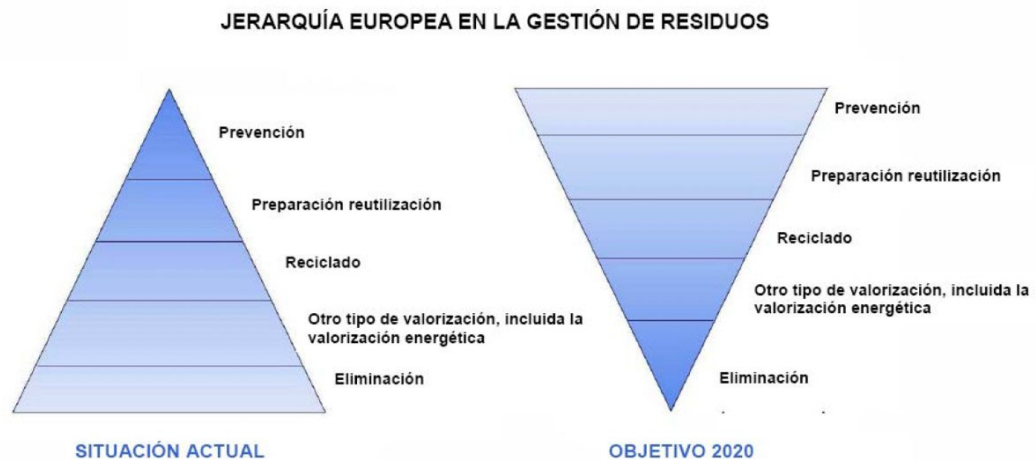 JERARQUÍA EUROPEA EN LA GESTIÓN DE RESIDUOS
Prevención
Preparación reutilización
Reciclado
Otro tipo de valorización, incluida la
valorización energética
Eliminación
SITUACIÓN ACTUAL
Prevención
Preparación reutilización
Reciclado
Otro tipo de valorización, incluida la
valorización energética
Eliminación
OBJETIVO 2020